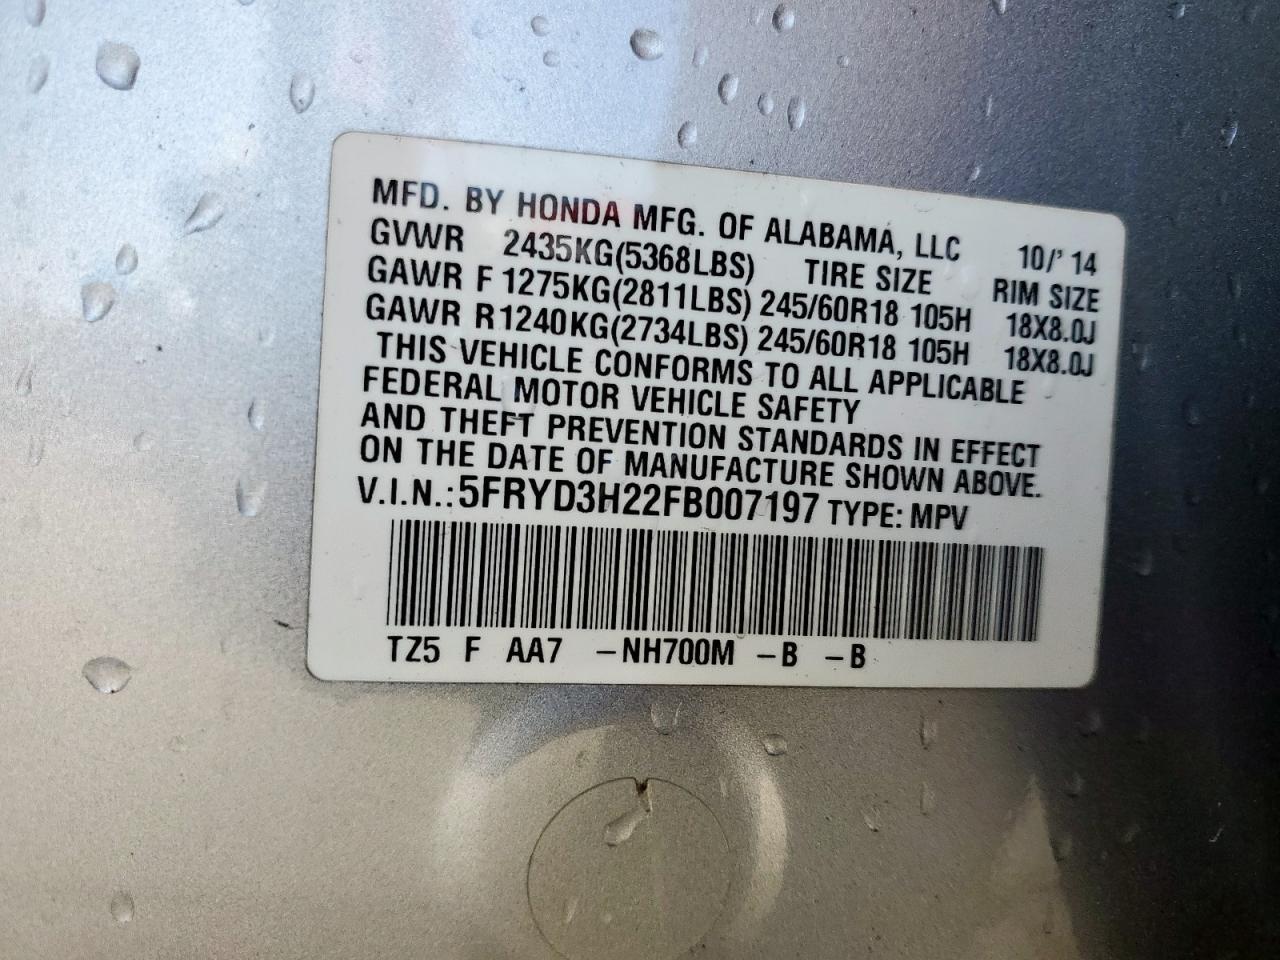 MFD. BY HONDA MFG. OF ALABAMA, LLC 10/'14
GVWR 2435KG(5368LBS) TIRE SIZE RIM SIZE
GAWR F 1275KG(2811LBS) 245/60R18 105H 18X8.0J
GAWR R1240KG(2734LBS) 245/60R18 105H 18X8.0J
THIS VEHICLE CONFORMS TO ALL APPLICABLE
FEDERAL MOTOR VEHICLE SAFETY
AND THEFT PREVENTION STANDARDS IN EFFECT
ON THE DATE OF MANUFACTURE SHOWN ABOVE.
V.I.N.:5FRYD3H22FB007197 TYPE: MPV
TZ5 F AA7 -NH700M -B -B